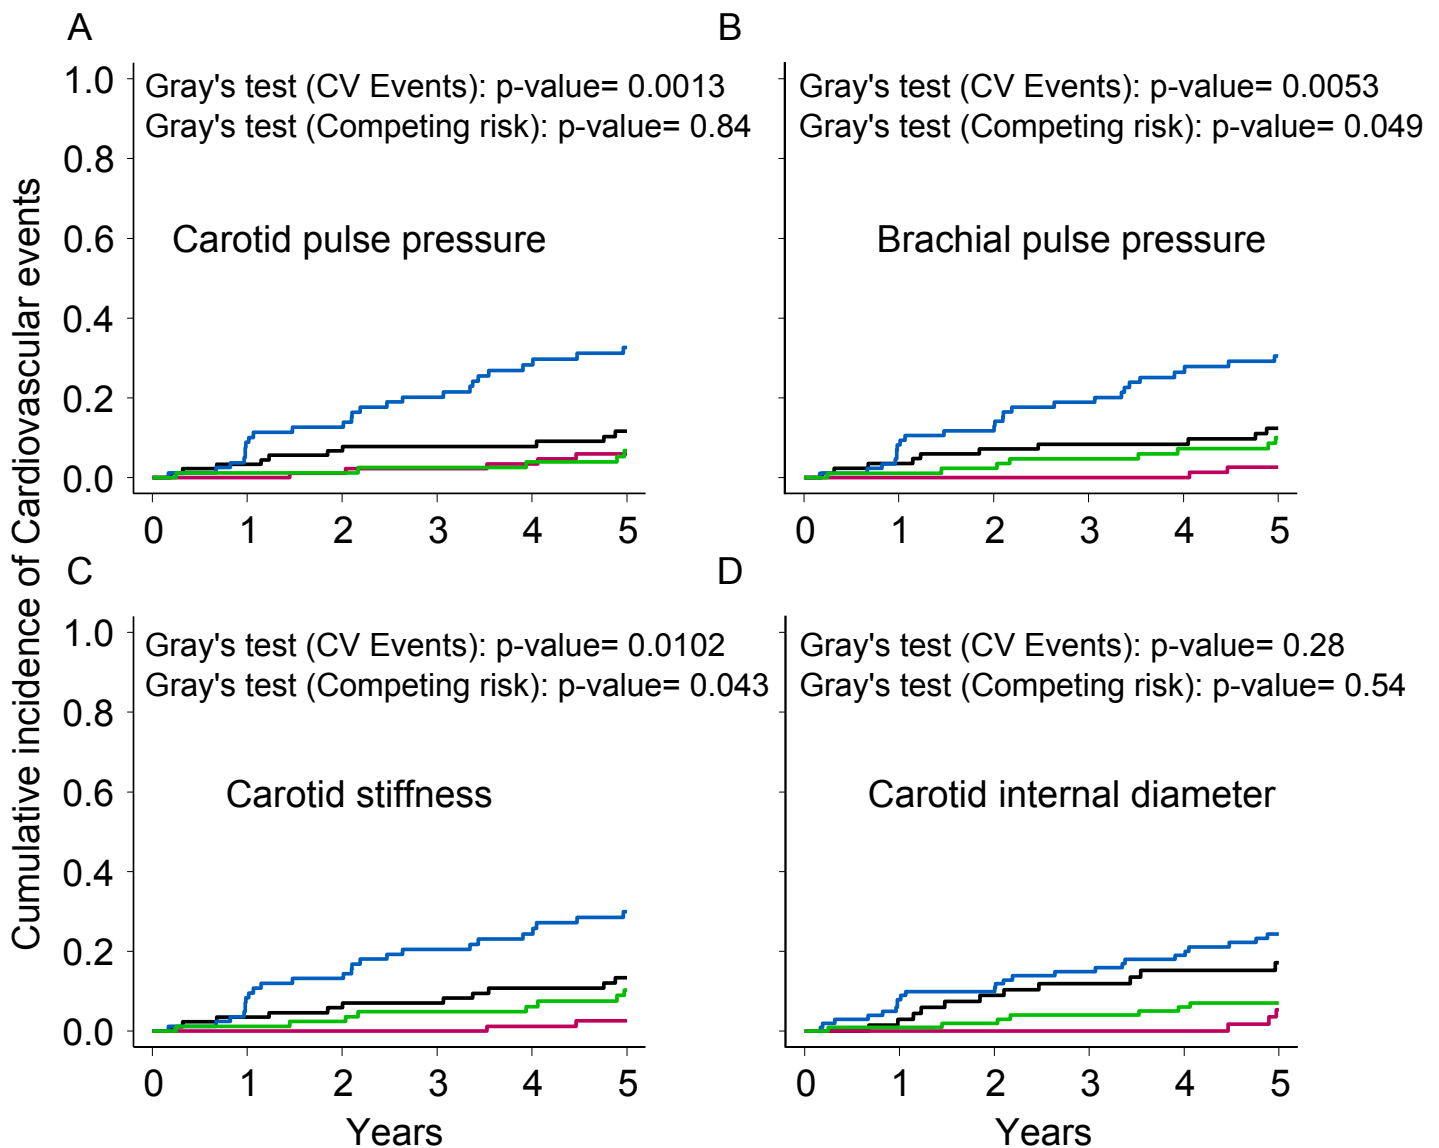 A
Gray's test (CV Events): p-value= 0.0013
Gray's test (Competing risk): p-value= 0.84
Carotid pulse pressure
1.0
0.8
0.6
0.4
0.2
0.0
0 1 2 3 4 5
B
Gray's test (CV Events): p-value= 0.0053
Gray's test (Competing risk): p-value= 0.049
Brachial pulse pressure
0 1 2 3 4 5
Cumulative incidence of Cardiovascular events
C
Gray's test (CV Events): p-value= 0.0102
Gray's test (Competing risk): p-value= 0.043
Carotid stiffness
1.0
0.8
0.6
0.4
0.2
0.0
0 1 2 3 4 5
Years
D
Gray's test (CV Events): p-value= 0.28
Gray's test (Competing risk): p-value= 0.54
Carotid internal diameter
0 1 2 3 4 5
Years